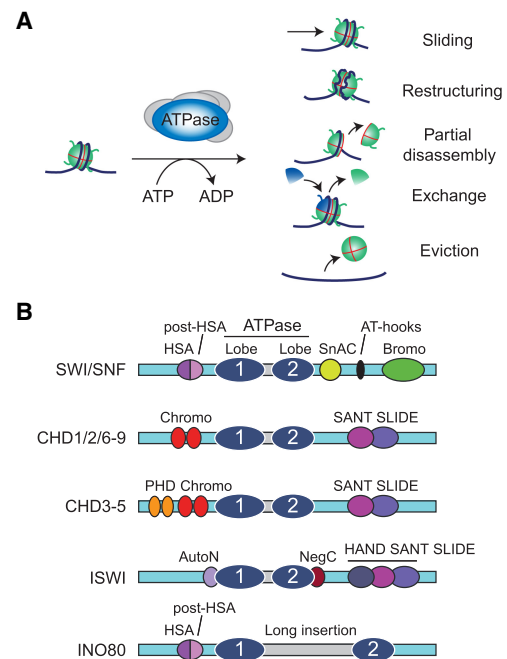 A
Sliding
Restructuring
ATPase
Partial
disassembly
ATP ADP
Exchange
Eviction
B
post-HSA ATPase AT-hooks
HSA Lobe Lobe SnAC Bromo
SWI/SNF 1 2
Chromo SANT SLIDE
CHD1/2/6-9 1 2
PHD Chromo SANT SLIDE
CHD3-5 1 2
AutoN NegC HAND SANT SLIDE
ISWI 1 2
post-HSA
HSA Long insertion
INO80 1 2